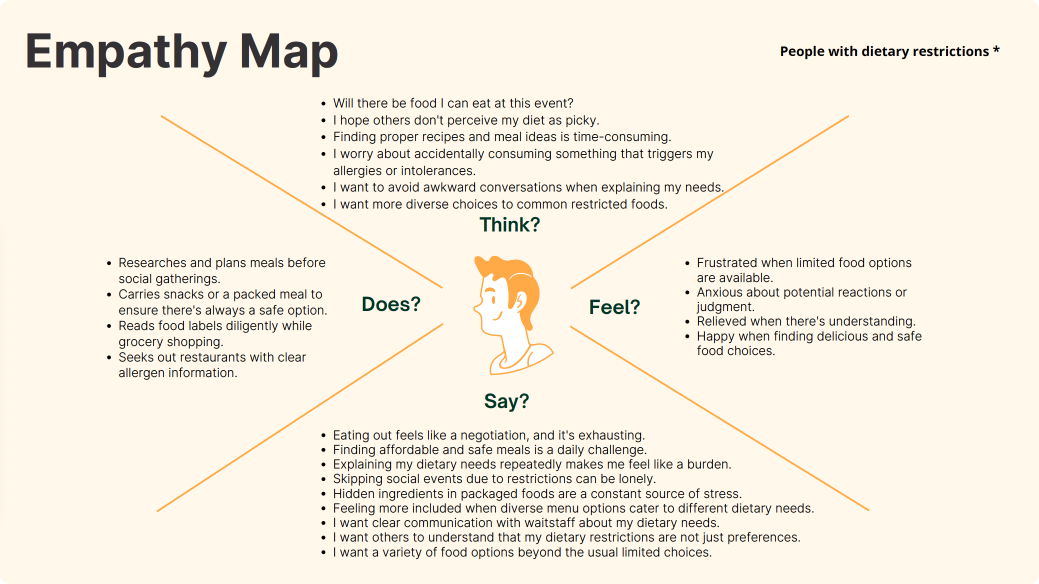 Empathy Map
People with dietary restrictions *
• Will there be food I can eat at this event?
• I hope others don't perceive my diet as picky.
• Finding proper recipes and meal ideas is time-consuming.
• I worry about accidentally consuming something that triggers my
allergies or intolerances.
• I want to avoid awkward conversations when explaining my needs.
• I want more diverse choices to common restricted foods.
Think?
• Researches and plans meals before
social gatherings.
• Carries snacks or a packed meal to
ensure there's always a safe option.
• Reads food labels diligently while
grocery shopping.
• Seeks out restaurants with clear
allergen information.
Does?
Feel?
• Frustrated when limited food options
are available.
• Anxious about potential reactions or
judgment.
• Relieved when there's understanding.
• Happy when finding delicious and safe
food choices.
Say?
• Eating out feels like a negotiation, and it's exhausting.
• Finding affordable and safe meals is a daily challenge.
• Explaining my dietary needs repeatedly makes me feel like a burden.
• Skipping social events due to restrictions can be lonely.
• Hidden ingredients in packaged foods are a constant source of stress.
• Feeling more included when diverse menu options cater to different dietary needs.
• I want clear communication with waitstaff about my dietary needs.
• I want others to understand that my dietary restrictions are not just preferences.
• I want a variety of food options beyond the usual limited choices.